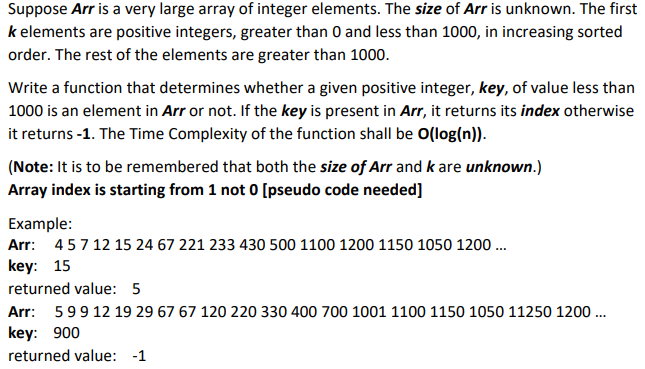 Suppose Arr is a very large array of integer elements. The size of Arr is unknown. The first
k elements are positive integers, greater than 0 and less than 1000, in increasing sorted
order. The rest of the elements are greater than 1000.
Write a function that determines whether a given positive integer, key, of value less than
1000 is an element in Arr or not. If the key is present in Arr, it returns its index otherwise
it returns -1. The Time Complexity of the function shall be O(log(n)).
(Note: It is to be remembered that both the size of Arr and k are unknown.)
Array index is starting from 1 not 0 [pseudo code needed]
Example:
Arr: 4 5 7 12 15 24 67 221 233 430 500 1100 1200 1150 1050 1200 ...
key: 15
returned value: 5
Arr: 5 9 9 12 19 29 67 67 120 220 330 400 700 1001 1100 1150 1050 11250 1200 ...
key: 900
returned value: -1